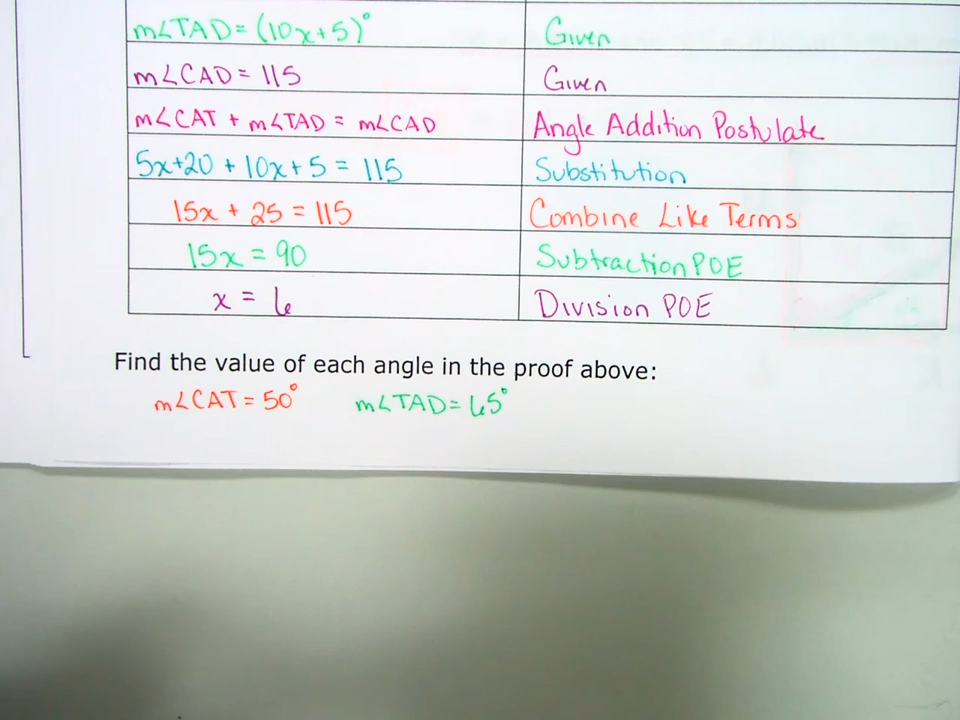 m∠TAD = (10x+5)° Given
m∠CAD = 115 Given
m∠CAT + m∠TAD = m∠CAD Angle Addition Postulate
5x+20 + 10x+5 = 115 Substitution
15x + 25 = 115 Combine Like Terms
15x = 90 Subtraction POE
x = 6 Division POE
Find the value of each angle in the proof above:
m∠CAT = 50° m∠TAD = 65°